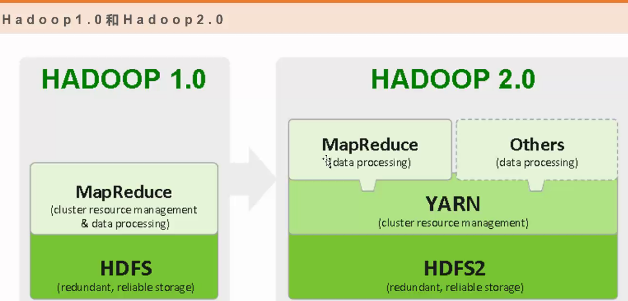 Hadoop1.0和Hadoop2.0
HADOOP 1.0
MapReduce
(cluster resource management
& data processing)
HDFS
(redundant, reliable storage)
HADOOP 2.0
MapReduce
(data processing)
Others
(data processing)
YARN
(cluster resource management)
HDFS2
(redundant, reliable storage)